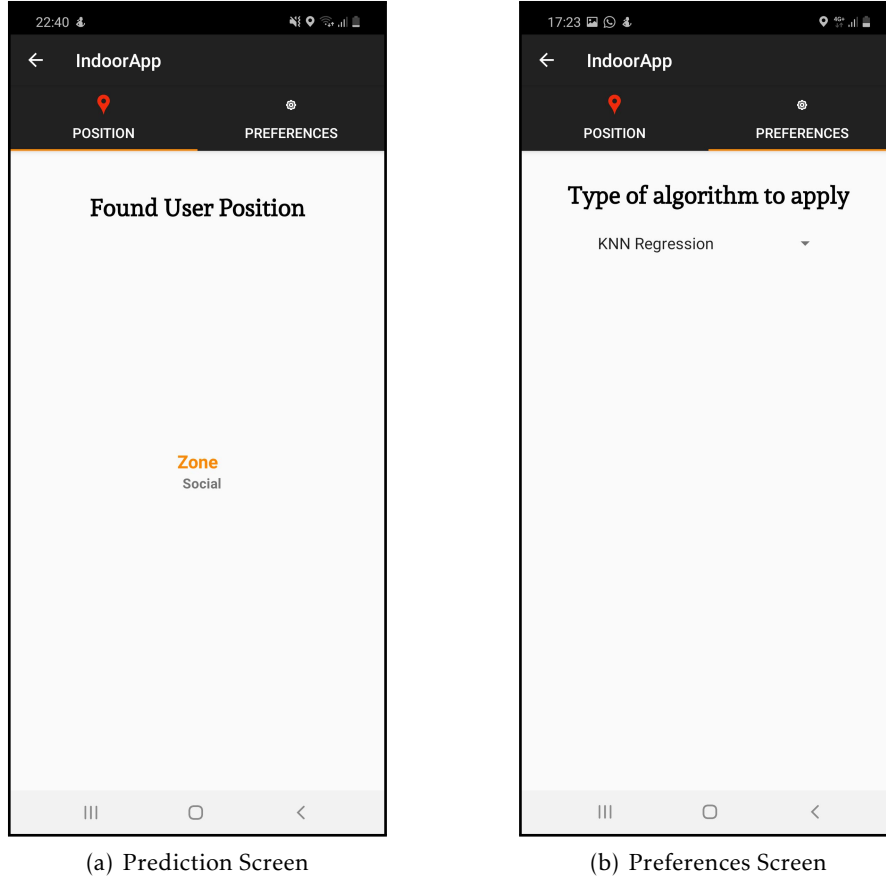 22:40
IndoorApp
POSITION PREFERENCES
Found User Position
Zone
Social
(a) Prediction Screen
17:23 4G+
IndoorApp
POSITION PREFERENCES
Type of algorithm to apply
KNN Regression
(b) Preferences Screen